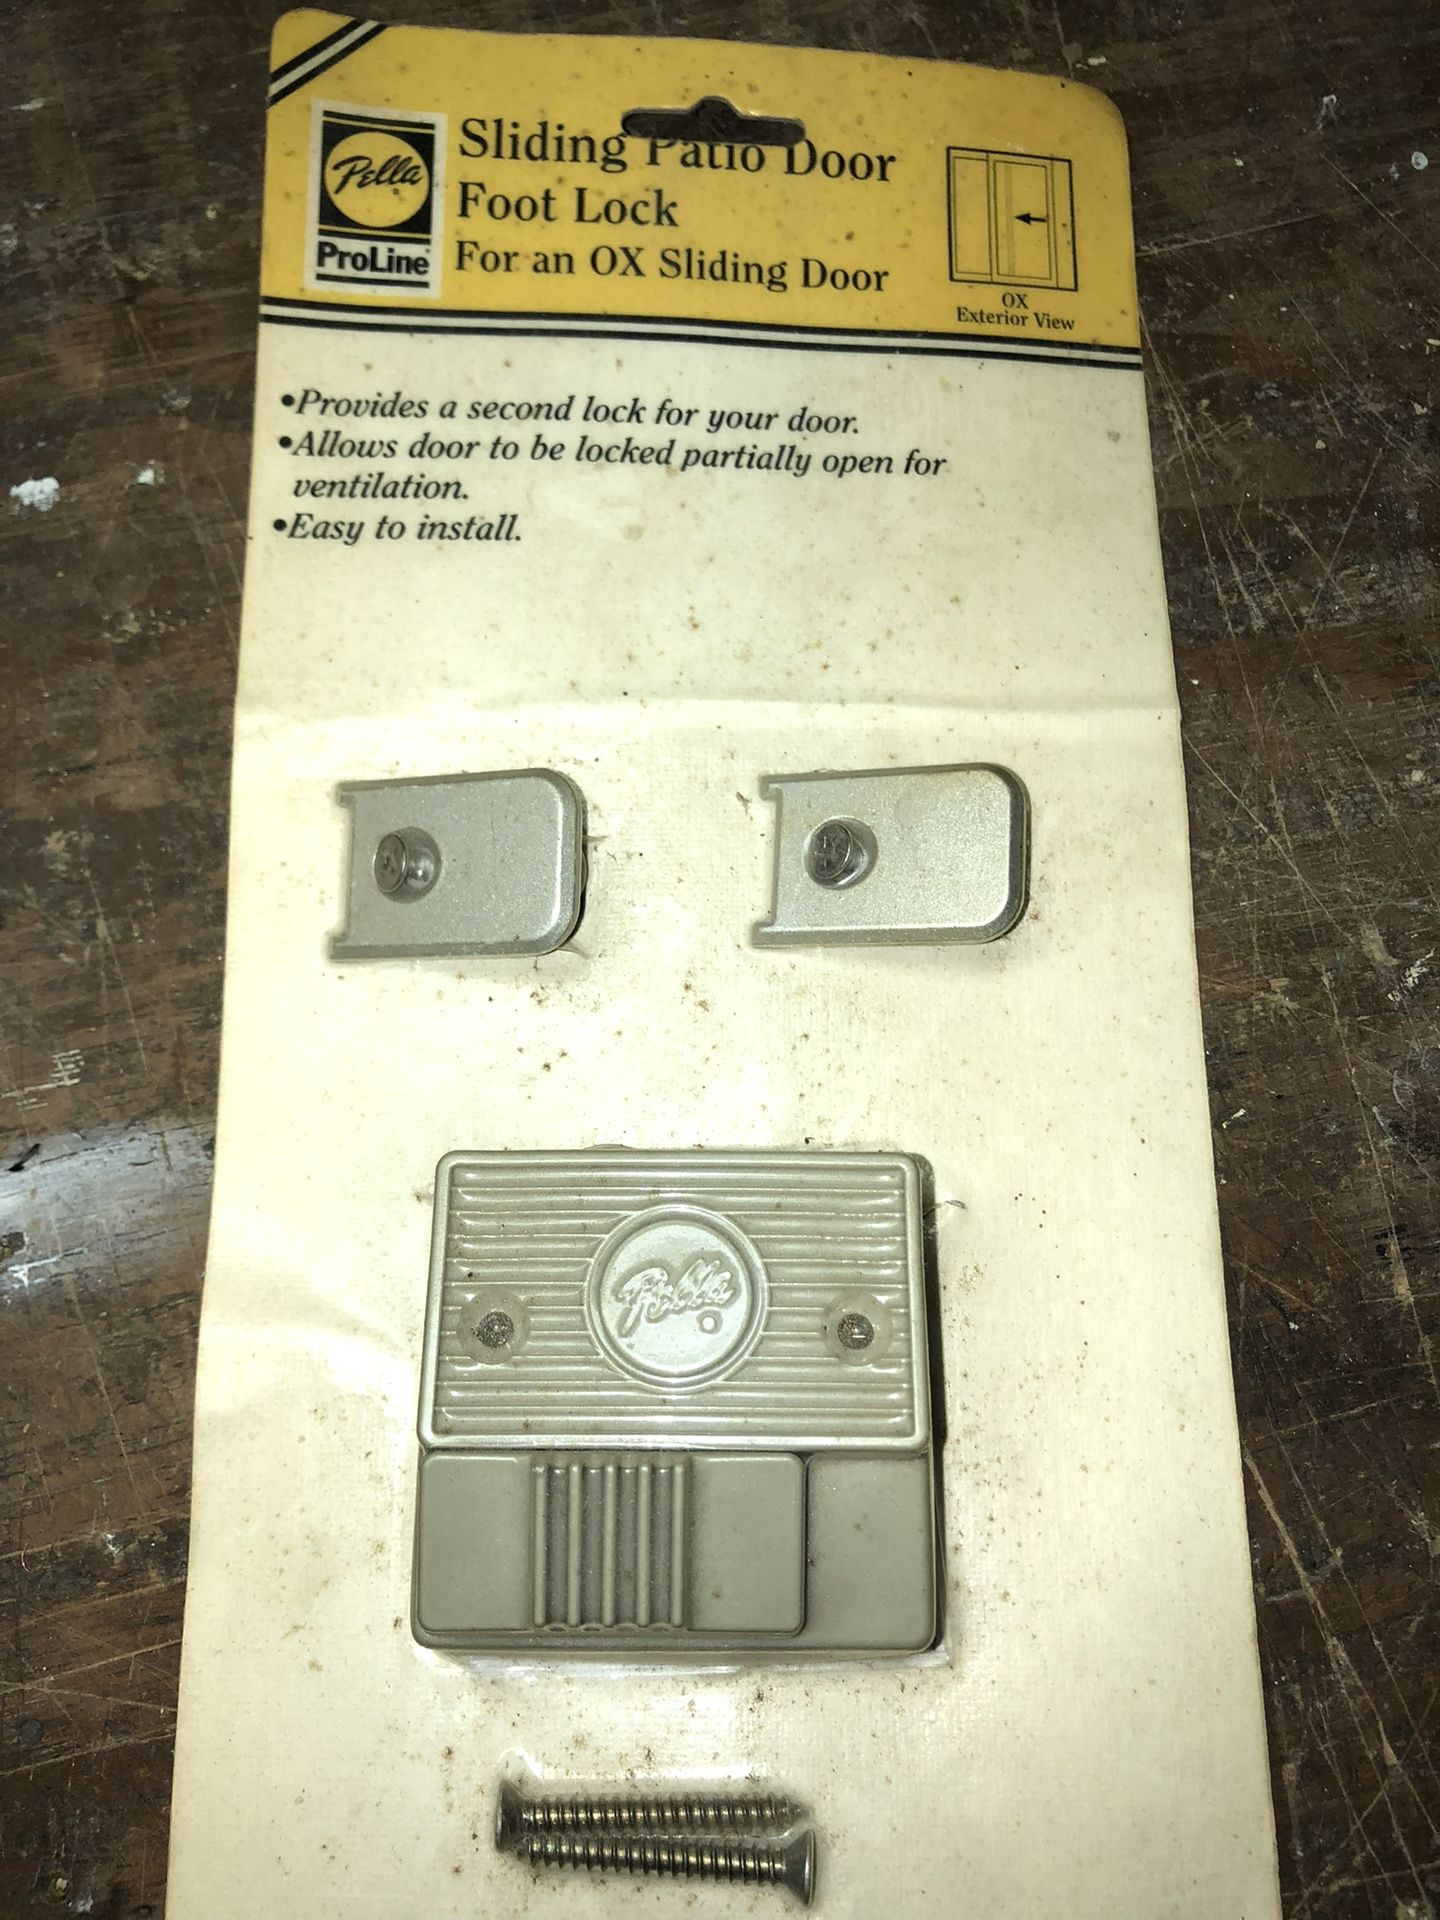 Pella
ProLine
Sliding Patio Door
Foot Lock
For an OX Sliding Door
OX
Exterior View
•Provides a second lock for your door.
•Allows door to be locked partially open for
ventilation.
•Easy to install.
Pella